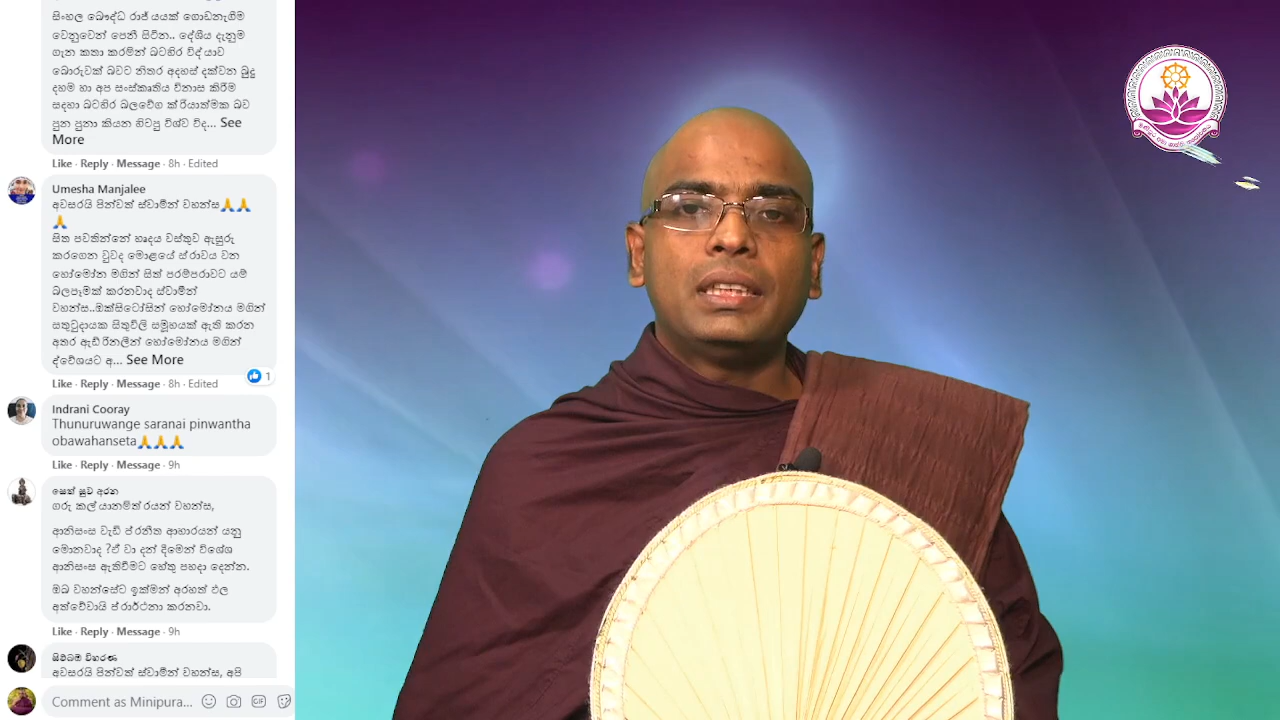 සිංහල බෞද්ධ රාජ්‍යයක් ගොඩනැගිම
වෙනුවෙන් පෙනී සිටින.. දේශීය දැනුම
ගැන කතා කරමින් බටහිර විද්‍යාව
බොරුවක් බවට නිතර අදහස් දක්වන බුදු
දහම හා අප සංස්කෘතිය විනාස කිරීම
සඳහා බටහිර බලවේග ක්‍රියාත්මක බව
පුන පුනා කියන හිටපු විශ්ව විද... See
More
Like · Reply · Message · 8h · Edited
Umesha Manjalee
අවසරයි පින්වත් ස්වාමීන් වහන්ස🙏🙏
🙏
සිත පවතින්නේ හෘදය වස්තුව ඇසුරු
කරගෙන වුවද මොළයේ ස්‍රාවය වන
හෝමෝන මගින් සිත් පරම්පරාවට යම්
බලපෑමක් කරනවාද ස්වාමීන්
වහන්ස..ඔක්සිටෝසින් හෝමෝනය මගින්
සතුටුදායක සිතුවිලි සමූහයක් ඇති කරන
අතර ඇඩ්‍රිනලීන් හෝමෝනය මගින්
ද්වේශයට අ... See More
Like · Reply · Message · 8h · Edited
1
Indrani Cooray
Thunuruwange saranai pinwantha
obawahanseta🙏🙏🙏
Like · Reply · Message · 9h
සෙත් සුව අරන
ගරු කල්‍යානමිත්‍රයන් වහන්ස,
ආනිසංස වැඩි ප්‍රනීත ආහාරයන් යනු
මොනවාද ?ඒ වා දන් දීමෙන් විශේශ
ආනිසංස ඇතිවීමට හේතු පහදා දෙන්න.
ඔබ වහන්සේට ඉක්මන් අරහත් ඵල
අත්වේවායි ප්‍රාර්ථනා කරනවා.
Like · Reply · Message · 9h
අවසරයි පින්වත් ස්වාමීන් වහන්ස, අපි
Comment as Minipura...
GIF